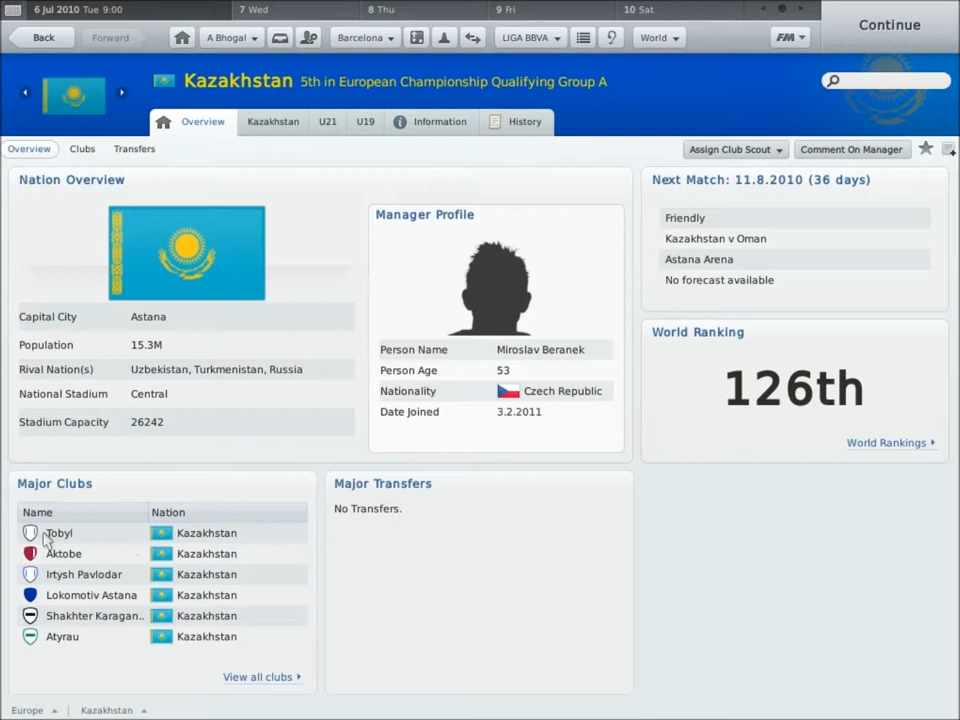 6 Jul 2010 Tue 9:00 7 Wed 8 Thu 9 Fri 10 Sat
Continue
Back Forward A Bhogal Barcelona LIGA BBVA World FM
Kazakhstan 5th in European Championship Qualifying Group A
Overview Kazakhstan U21 U19 Information History
Overview Clubs Transfers Assign Club Scout Comment On Manager
Nation Overview
Capital City Astana
Population 15.3M
Rival Nation(s) Uzbekistan, Turkmenistan, Russia
National Stadium Central
Stadium Capacity 26242
Manager Profile
Person Name Miroslav Beranek
Person Age 53
Nationality Czech Republic
Date Joined 3.2.2011
Next Match: 11.8.2010 (36 days)
Friendly
Kazakhstan v Oman
Astana Arena
No forecast available
World Ranking
126th
World Rankings
Major Clubs
Name Nation
Tobyl Kazakhstan
Aktobe Kazakhstan
Irtysh Pavlodar Kazakhstan
Lokomotiv Astana Kazakhstan
Shakhter Karagan.. Kazakhstan
Atyrau Kazakhstan
View all clubs
Major Transfers
No Transfers.
Europe Kazakhstan